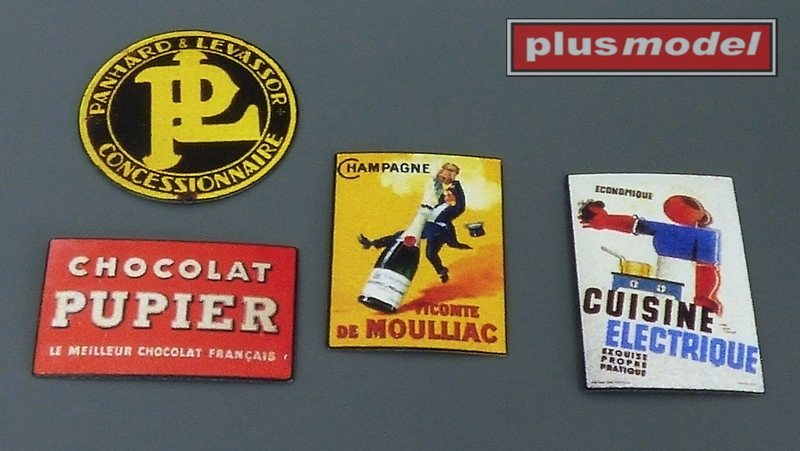 plusmodel
PANHARD & LEVASSOR
PL
CONCESSIONNAIRE
CHOCOLAT
PUPIER
LE MEILLEUR CHOCOLAT FRANÇAIS
CHAMPAGNE
VICOMTE
DE MOULLIAC
ECONOMIQUE
CUISINE
ELECTRIQUE
EXQUISE
PROPRE
PRATIQUE